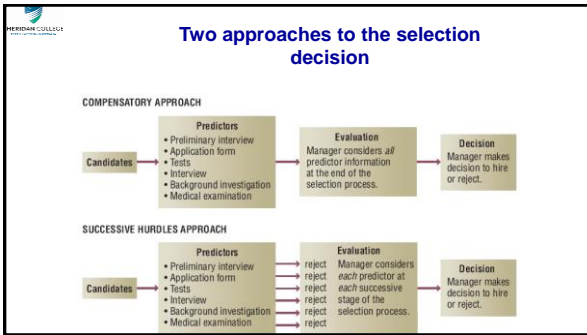 MERIDIAN COLLEGE
Two approaches to the selection
decision
COMPENSATORY APPROACH
Candidates
Predictors
• Preliminary interview
• Application form
• Tests
• Interview
• Background investigation
• Medical examination
Evaluation
Manager considers all
predictor information
at the end of the
selection process.
Decision
Manager makes
decision to hire
or reject.
SUCCESSIVE HURDLES APPROACH
Candidates
Predictors
• Preliminary interview
• Application form
• Tests
• Interview
• Background investigation
• Medical examination
Evaluation
reject Manager considers
reject each predictor at
reject each successive
reject stage of the
reject selection process.
reject
Decision
Manager makes
decision to hire
or reject.